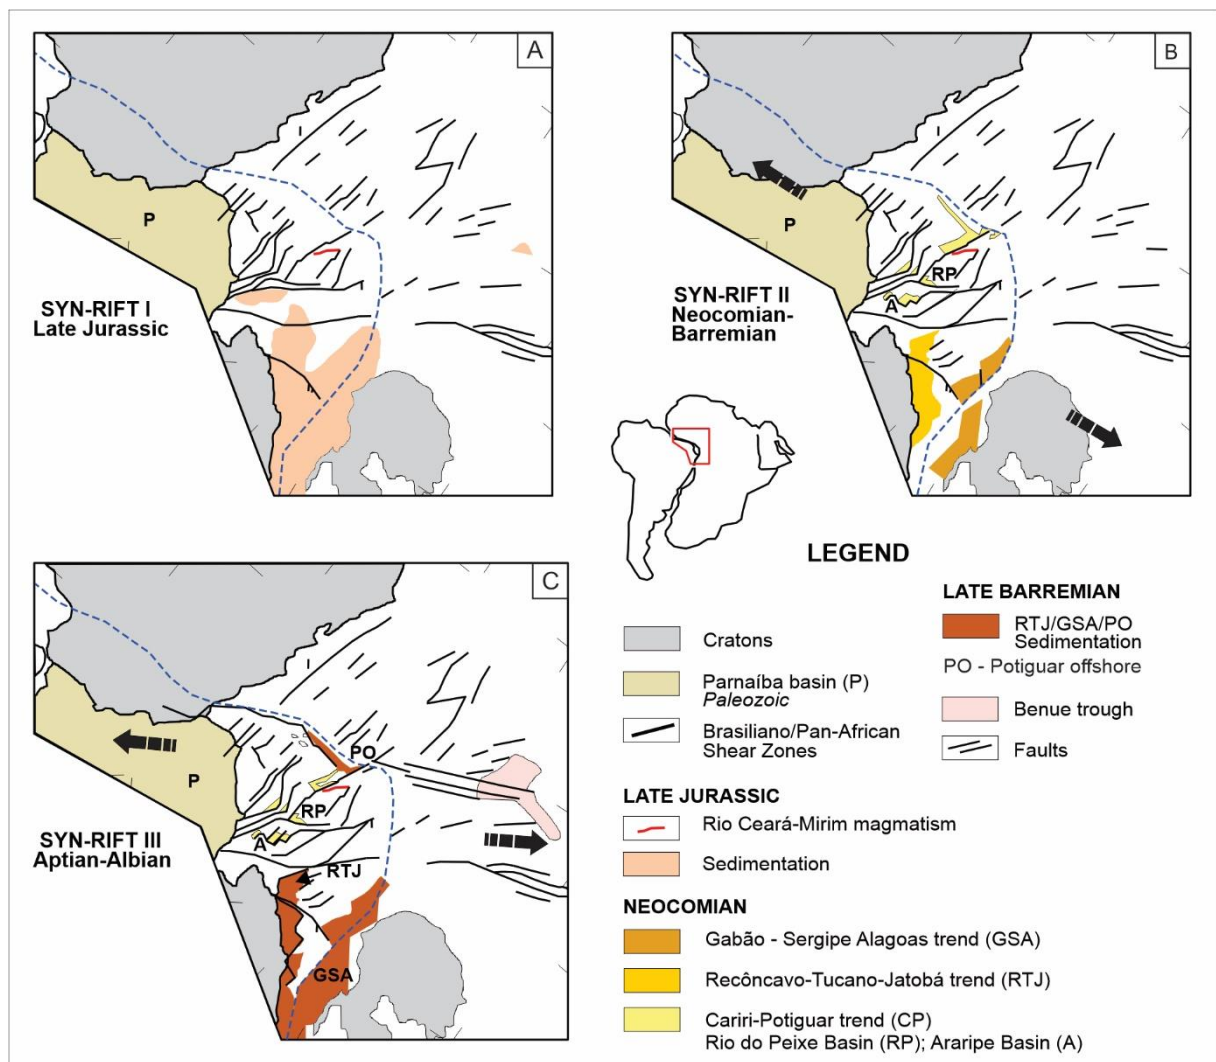 A
P
SYN-RIFT I
Late Jurassic
B
P
RP
A
SYN-RIFT II
Neocomian-
Barremian
C
P
PO
RP
A
RTJ
GSA
SYN-RIFT III
Aptian-Albian
LEGEND
Cratons
Parnaíba basin (P)
Paleozoic
Brasiliano/Pan-African
Shear Zones
LATE BARREMIAN
RTJ/GSA/PO
Sedimentation
PO - Potiguar offshore
Benue trough
Faults
LATE JURASSIC
Rio Ceará-Mirim magmatism
Sedimentation
NEOCOMIAN
Gabão - Sergipe Alagoas trend (GSA)
Recôncavo-Tucano-Jatobá trend (RTJ)
Cariri-Potiguar trend (CP)
Rio do Peixe Basin (RP); Araripe Basin (A)